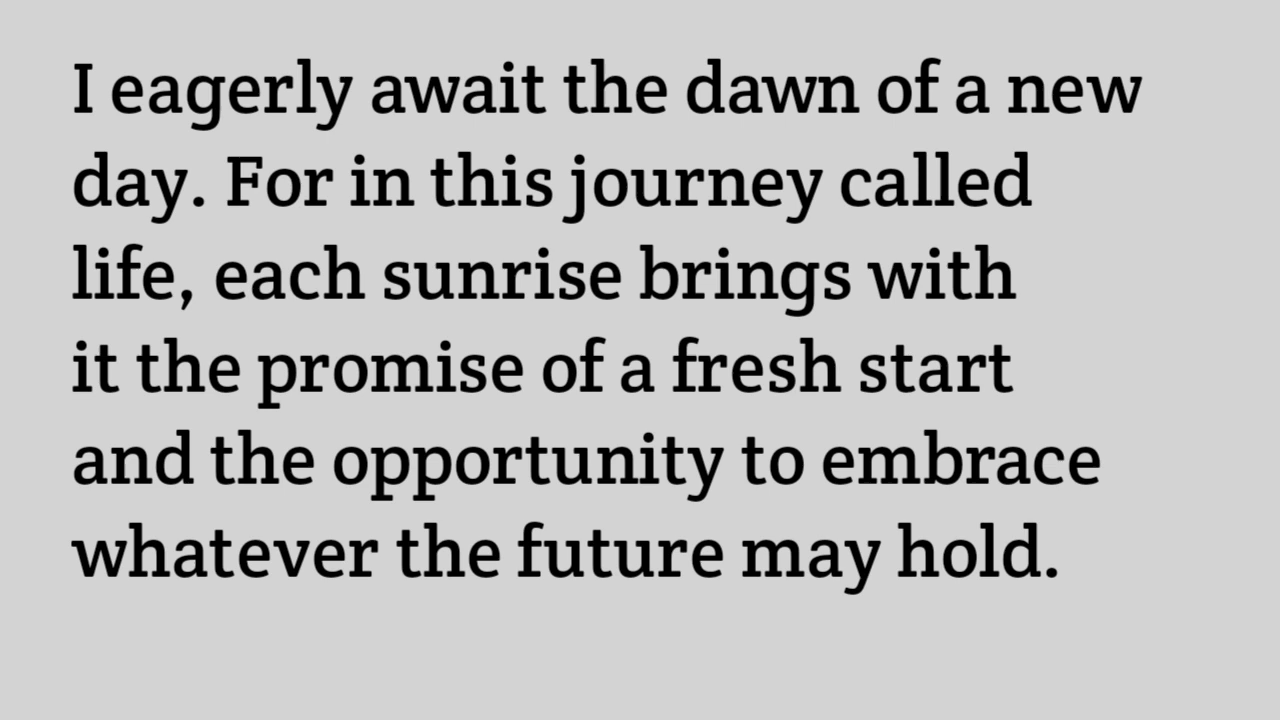 I eagerly await the dawn of a new
day. For in this journey called
life, each sunrise brings with
it the promise of a fresh start
and the opportunity to embrace
whatever the future may hold.